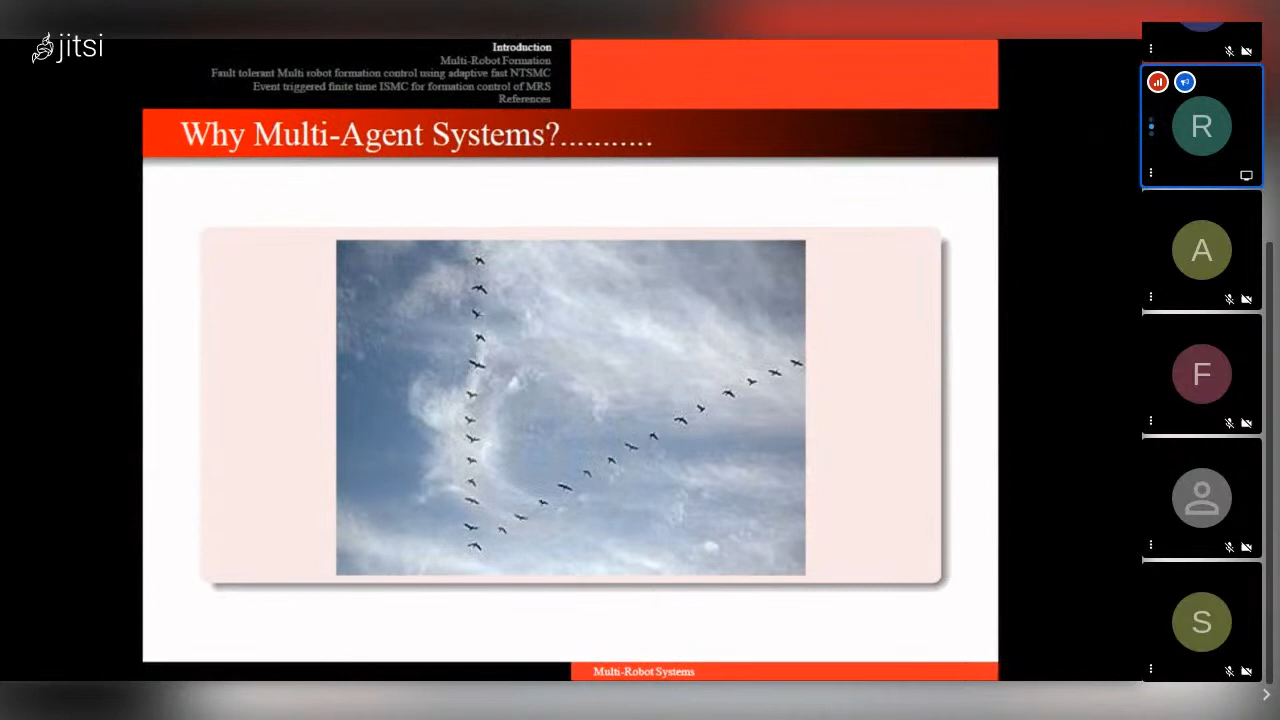 jitsi
Introduction
Multi-Robot Formation
Fault tolerant Multi robot formation control using adaptive fast NTSMC
Event triggered finite time ISMC for formation control of MRS
References
Why Multi-Agent Systems?...........
R
A
F
S
Multi-Robot Systems